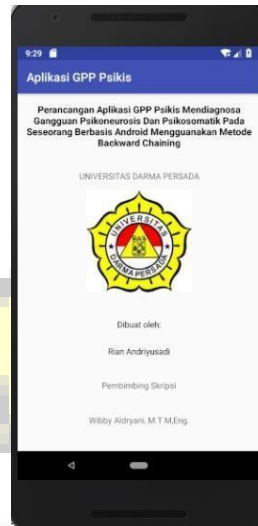 9:29
Aplikasi GPP Psikis
Perancangan Aplikasi GPP Psikis Mendiagnosa
Gangguan Psikoneurosis Dan Psikosomatik Pada
Seseorang Berbasis Android Mengguanakan Metode
Backward Chaining
UNIVERSITAS DARMA PERSADA
UNIVERSITAS
DARMA PERSADA
Dibuat oleh:
Rian Andriyusadi
Pembimbing Skripsi
Wibby Aldryani, M.T M,Eng.